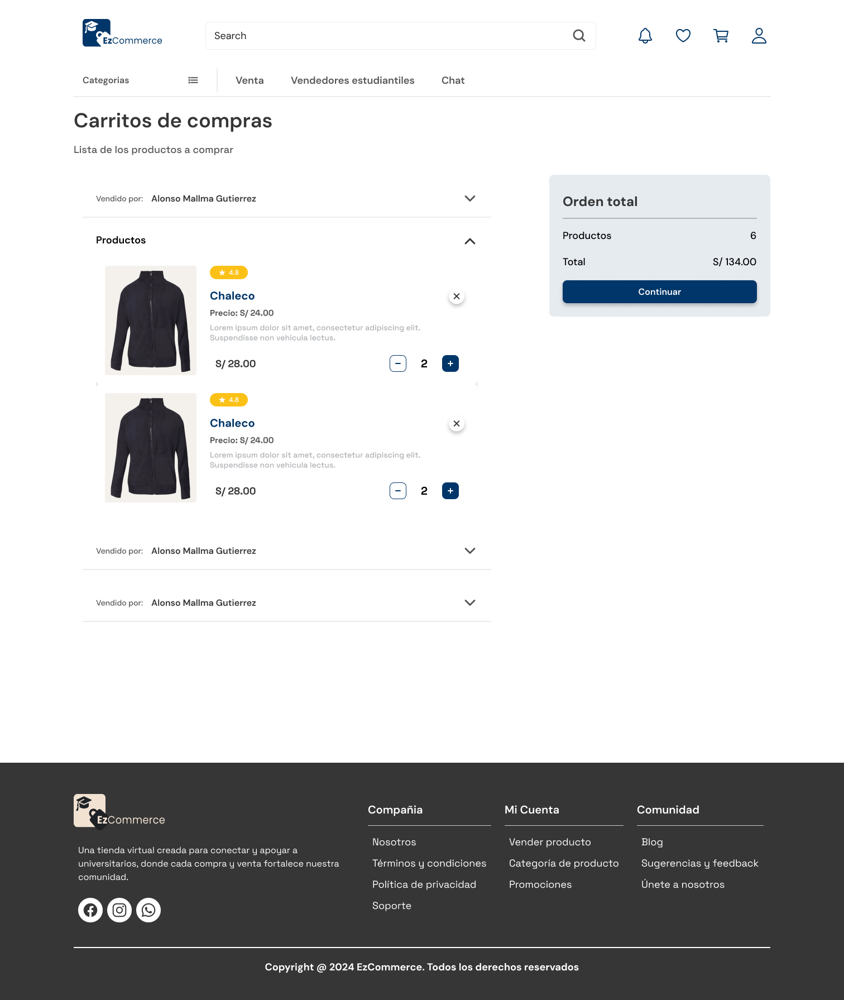 EzCommerce
Search
Categorias
Venta
Vendedores estudiantiles
Chat
Carritos de compras
Lista de los productos a comprar
Vendido por: Alonso Mallma Gutierrez
Productos
4.8
Chaleco
Precio: S/ 24.00
Lorem ipsum dolor sit amet, consectetur adipiscing elit.
Suspendisse non vehicula lectus.
S/ 28.00
2
4.8
Chaleco
Precio: S/ 24.00
Lorem ipsum dolor sit amet, consectetur adipiscing elit.
Suspendisse non vehicula lectus.
S/ 28.00
2
Vendido por: Alonso Mallma Gutierrez
Vendido por: Alonso Mallma Gutierrez
Orden total
Productos 6
Total S/ 134.00
Continuar
EzCommerce
Una tienda virtual creada para conectar y apoyar a
universitarios, donde cada compra y venta fortalece nuestra
comunidad.
Compañia
Nosotros
Términos y condiciones
Política de privacidad
Soporte
Mi Cuenta
Vender producto
Categoría de producto
Promociones
Comunidad
Blog
Sugerencias y feedback
Únete a nosotros
Copyright @ 2024 EzCommerce. Todos los derechos reservados